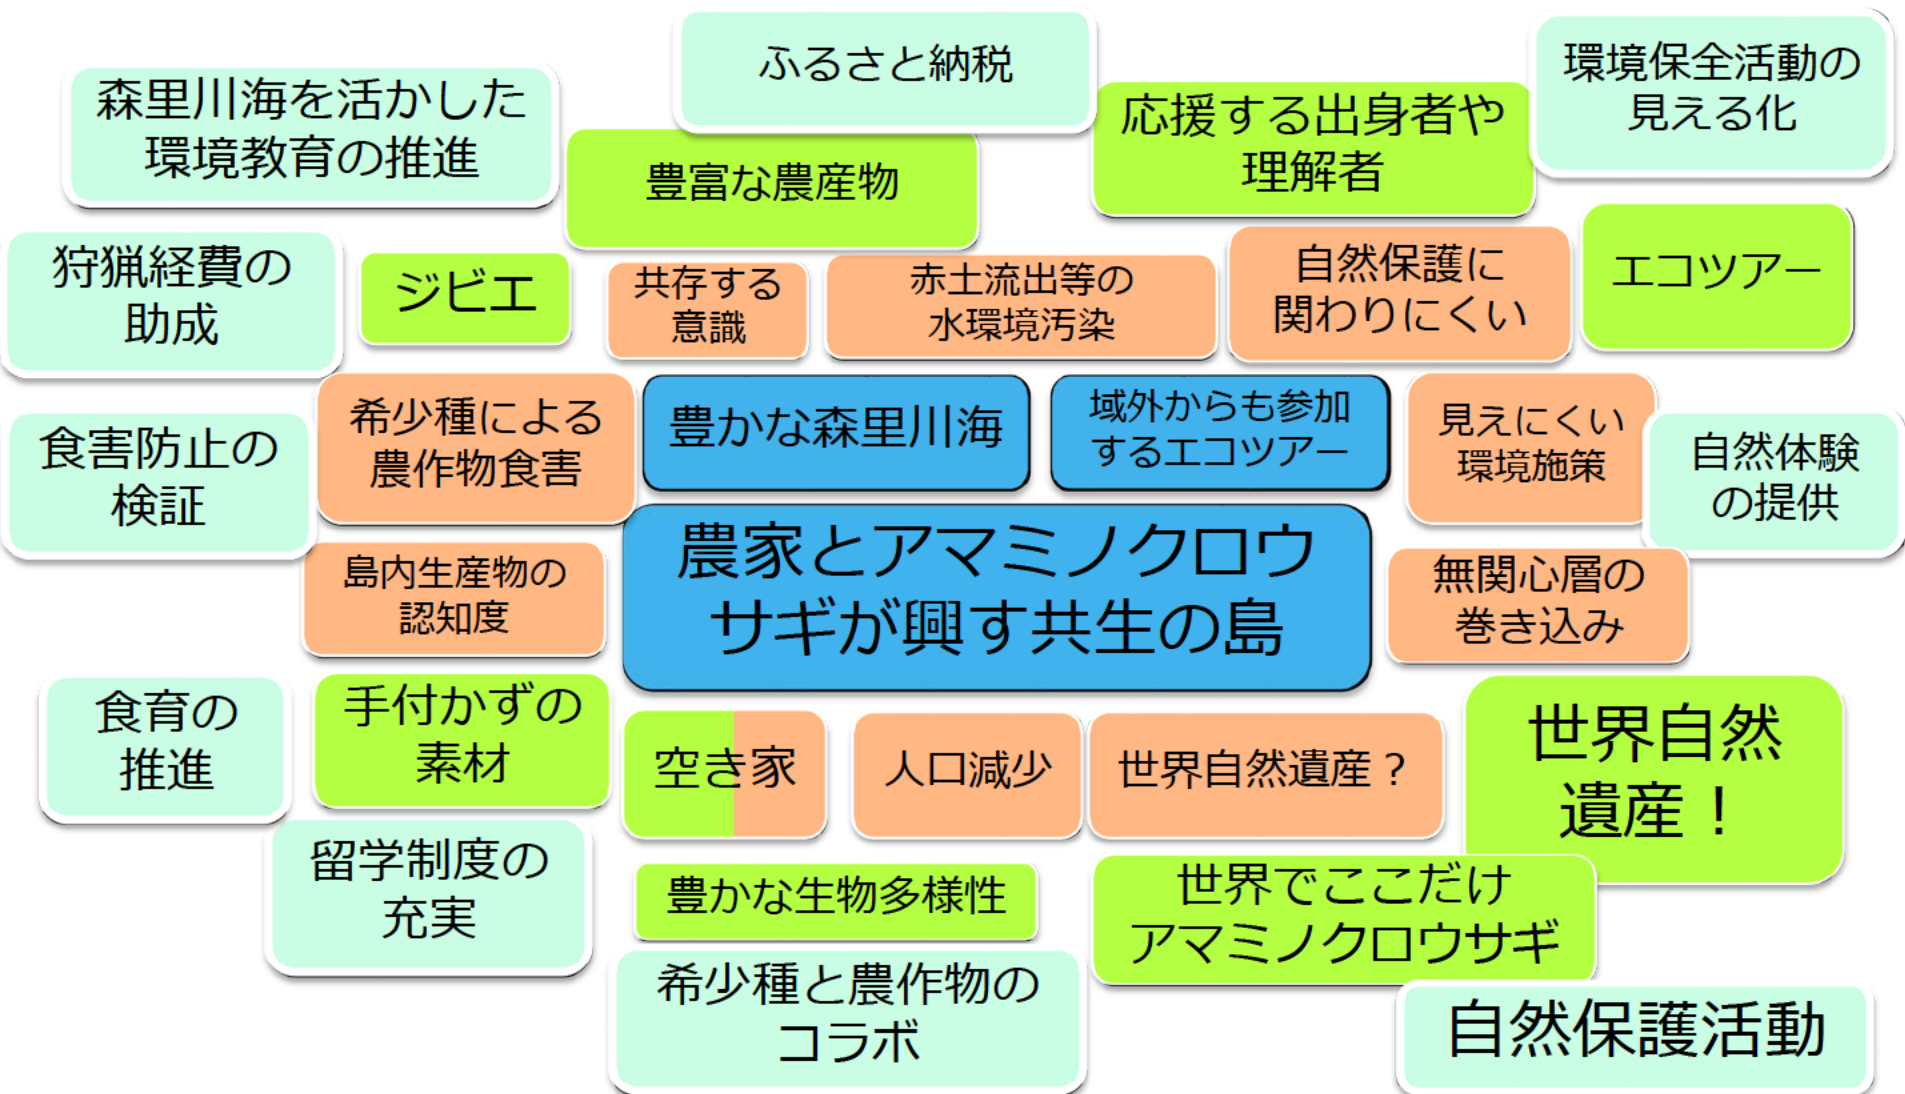 ふるさと納税
環境保全活動の
見える化
森里川海を活かした
環境教育の推進
応援する出身者や
理解者
豊富な農産物
狩猟経費の
助成
ジビエ
共存する
意識
赤土流出等の
水環境汚染
自然保護に
関わりにくい
エコツアー
食害防止の
検証
希少種による
農作物食害
豊かな森里川海
域外からも参加
するエコツアー
見えにくい
環境施策
自然体験
の提供
島内生産物の
認知度
農家とアマミノクロウ
サギが興す共生の島
無関心層の
巻き込み
食育の
推進
手付かずの
素材
空き家
人口減少
世界自然遺産？
世界自然
遺産！
留学制度の
充実
豊かな生物多様性
世界でここだけ
アマミノクロウサギ
希少種と農作物の
コラボ
自然保護活動